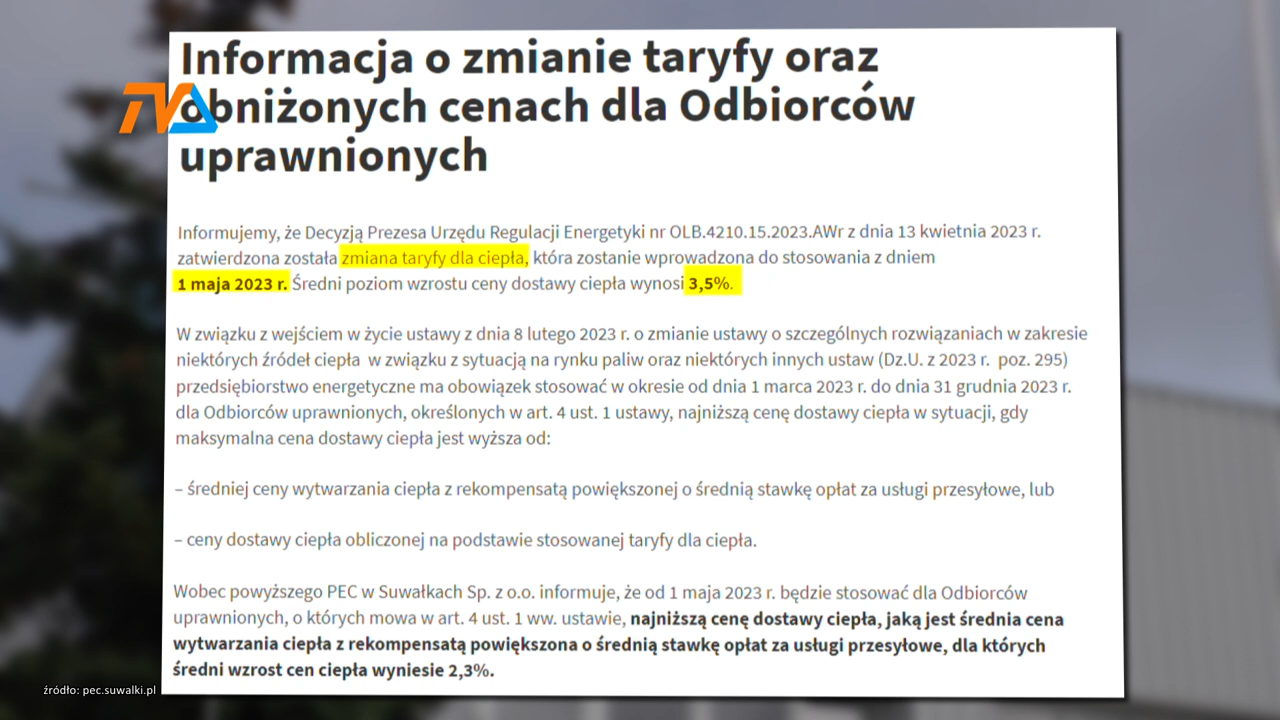 Informacja o zmianie taryfy oraz
obniżonych cenach dla Odbiorców
uprawnionych
TVA
Informujemy, że Decyzją Prezesa Urzędu Regulacji Energetyki nr OLB.4210.15.2023.AWr z dnia 13 kwietnia 2023 r.
zatwierdzona została zmiana taryfy dla ciepła, która zostanie wprowadzona do stosowania z dniem
1 maja 2023 r. Średni poziom wzrostu ceny dostawy ciepła wynosi 3,5%.
W związku z wejściem w życie ustawy z dnia 8 lutego 2023 r. o zmianie ustawy o szczególnych rozwiązaniach w zakresie
niektórych źródeł ciepła w związku z sytuacją na rynku paliw oraz niektórych innych ustaw (Dz.U. z 2023 r. poz. 295)
przedsiębiorstwo energetyczne ma obowiązek stosować w okresie od dnia 1 marca 2023 r. do dnia 31 grudnia 2023 r.
dla Odbiorców uprawnionych, określonych w art. 4 ust. 1 ustawy, najniższą cenę dostawy ciepła w sytuacji, gdy
maksymalna cena dostawy ciepła jest wyższa od:
– średniej ceny wytwarzania ciepła z rekompensatą powiększonej o średnią stawkę opłat za usługi przesyłowe, lub
– ceny dostawy ciepła obliczonej na podstawie stosowanej taryfy dla ciepła.
Wobec powyższego PEC w Suwałkach Sp. z o.o. informuje, że od 1 maja 2023 r. będzie stosować dla Odbiorców
uprawnionych, o których mowa w art. 4 ust. 1 ww. ustawie, najniższą cenę dostawy ciepła, jaką jest średnia cena
wytwarzania ciepła z rekompensatą powiększona o średnią stawkę opłat za usługi przesyłowe, dla których
średni wzrost cen ciepła wyniesie 2,3%.
źródło: pec.suwalki.pl